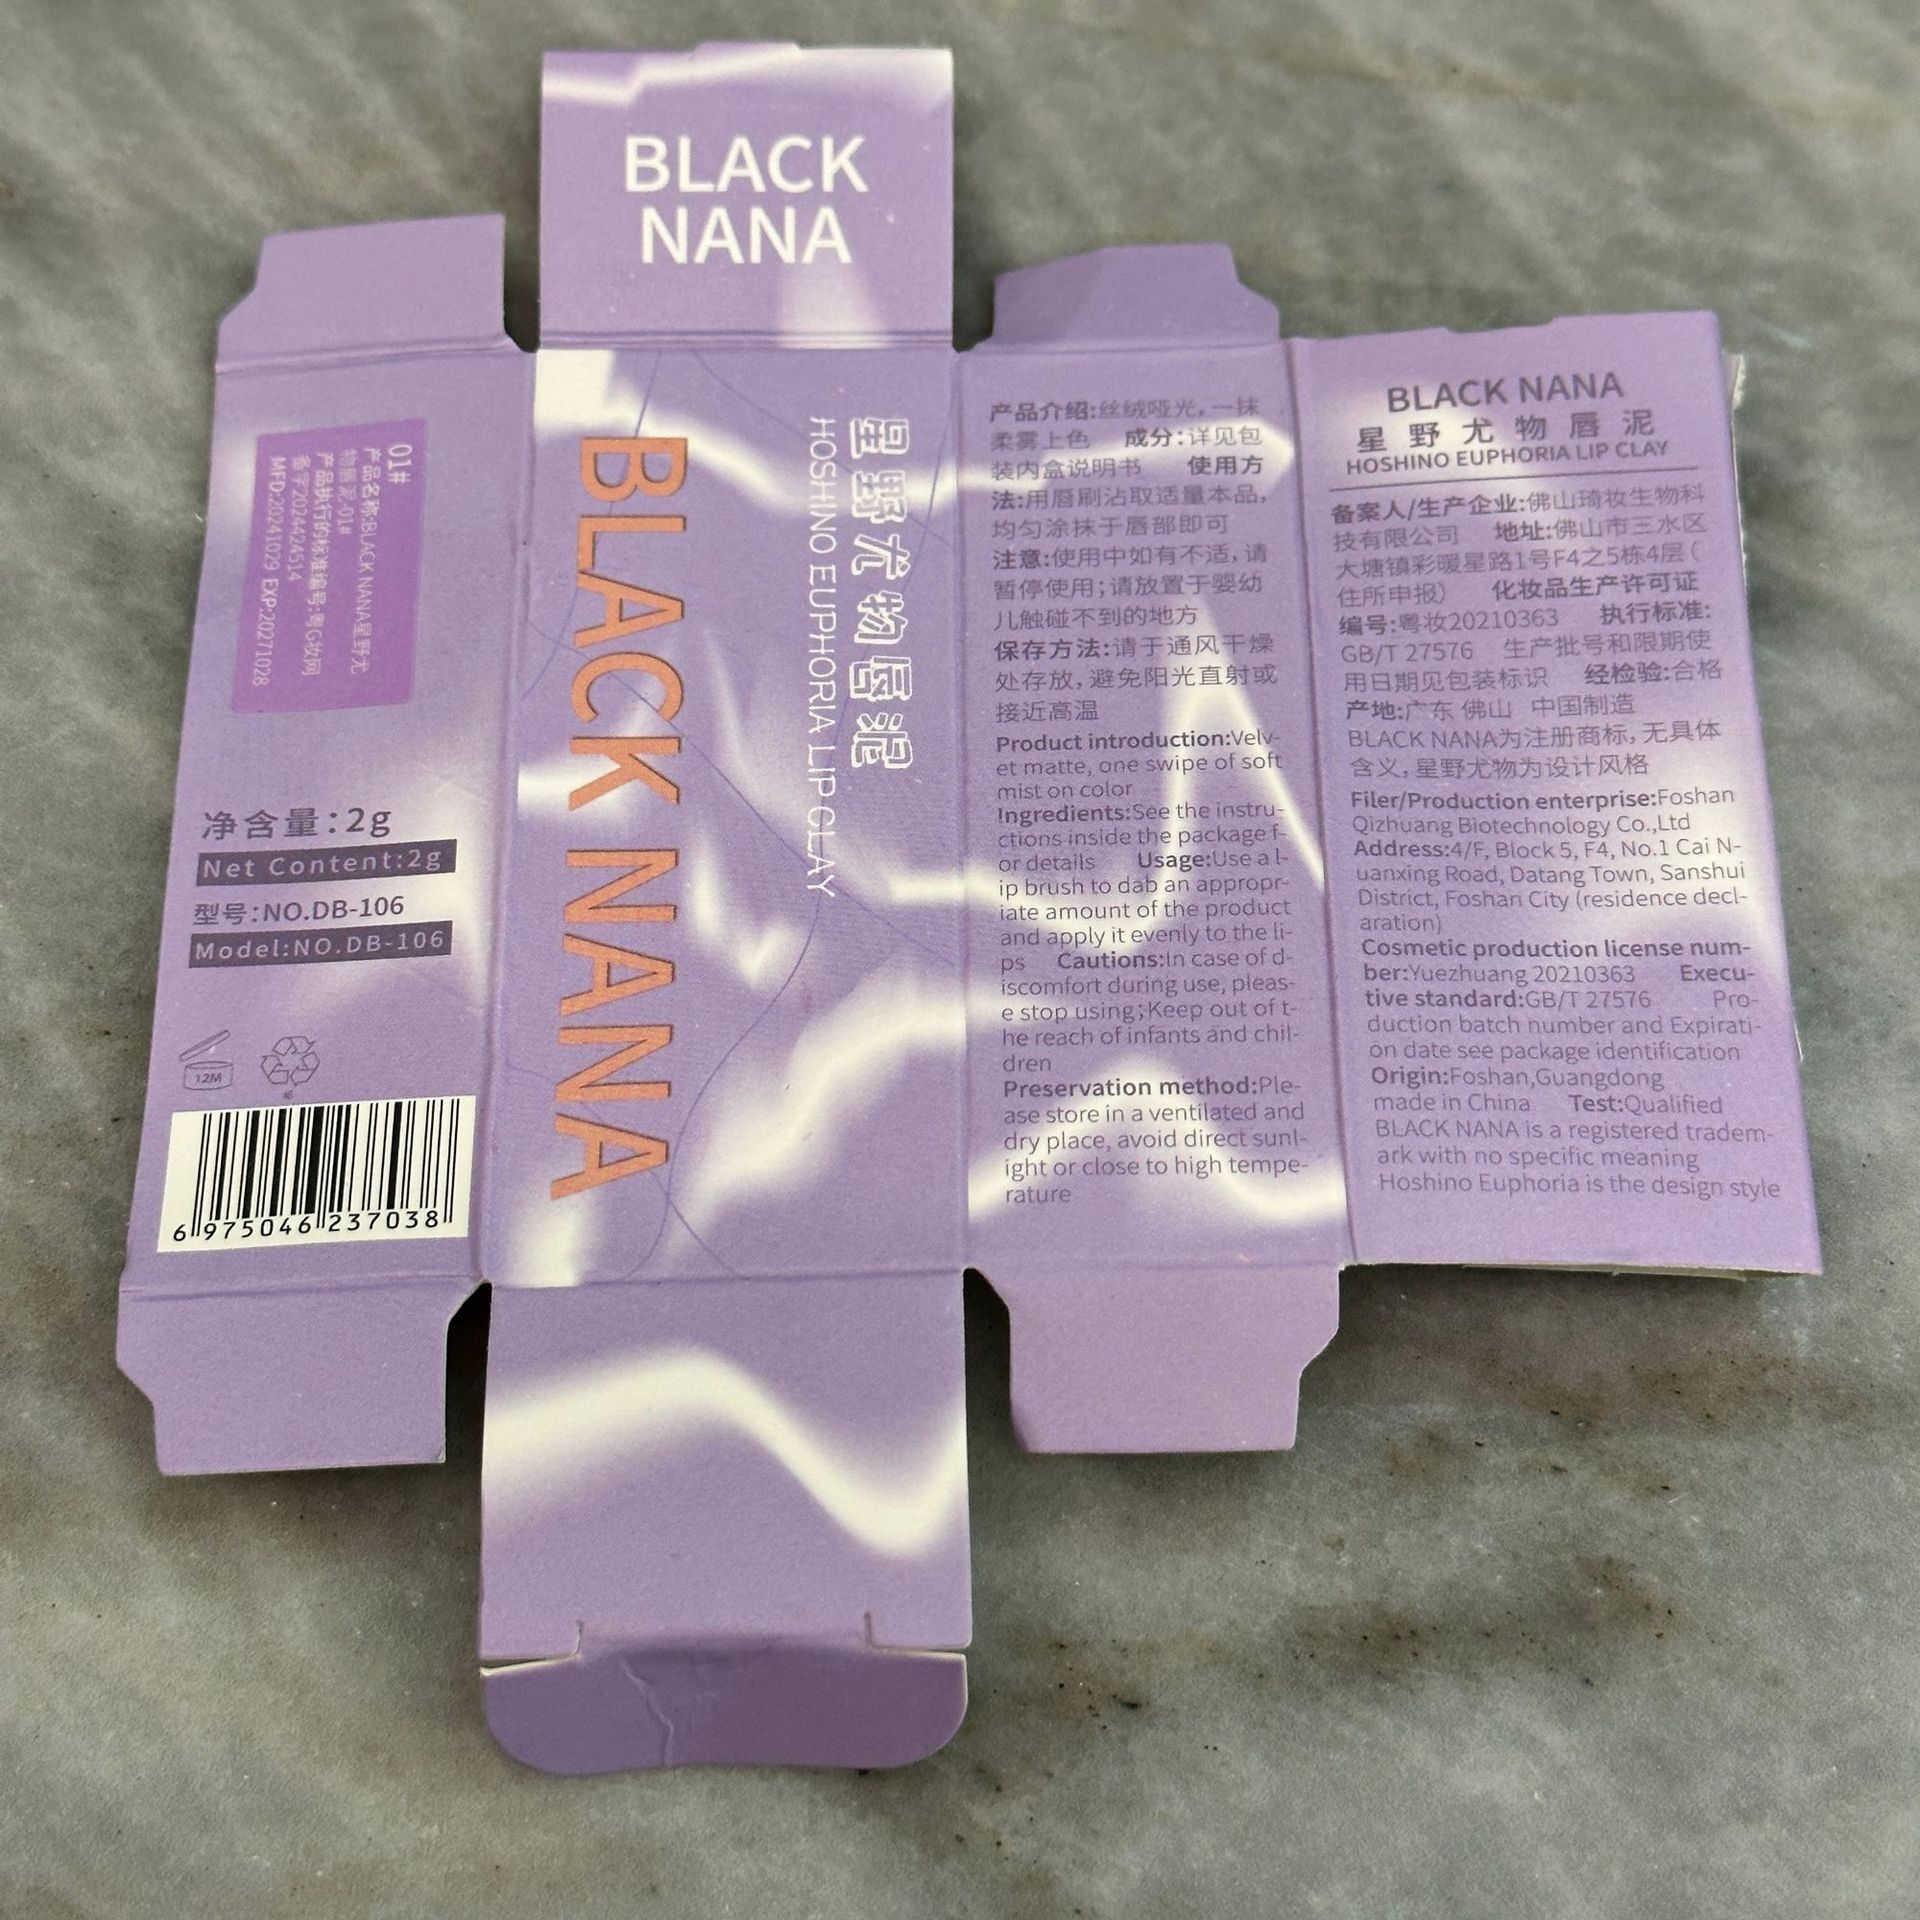 BLACK
NANA
01#
产品名称:BLACK NANA星野尤
物唇泥-01#
产品执行的标准编号:粤G妆网
备字2024424514
MFD:20241029 EXP:20271028
净含量:2g
Net Content:2g
型号:NO.DB-106
Model:NO.DB-106
12M
6 975046 237038
BLACK NANA
星野尤物唇泥
HOSHINO EUPHORIA LIP CLAY
产品介绍:丝绒哑光,一抹
柔雾上色 成分:详见包
装内盒说明书 使用方
法:用唇刷沾取适量本品,
均匀涂抹于唇部即可
注意:使用中如有不适,请
暂停使用;请放置于婴幼
儿触碰不到的地方
保存方法:请于通风干燥
处存放,避免阳光直射或
接近高温
Product introduction:Velv-
et matte, one swipe of soft
mist on color
Ingredients:See the instru-
ctions inside the package f-
or details Usage:Use a l-
ip brush to dab an appropr-
iate amount of the product
and apply it evenly to the li-
ps Cautions:In case of d-
iscomfort during use, pleas-
e stop using;Keep out of t-
he reach of infants and chil-
dren
Preservation method:Ple-
ase store in a ventilated and
dry place, avoid direct sunl-
ight or close to high tempe-
rature
BLACK NANA
星野尤物唇泥
HOSHINO EUPHORIA LIP CLAY
备案人/生产企业:佛山琦妆生物科
技有限公司 地址:佛山市三水区
大塘镇彩暖星路1号F4之5栋4层(
住所申报) 化妆品生产许可证
编号:粤妆20210363 执行标准:
GB/T 27576 生产批号和限期使
用日期见包装标识 经检验:合格
产地:广东 佛山 中国制造
BLACK NANA为注册商标,无具体
含义,星野尤物为设计风格
Filer/Production enterprise:Foshan
Qizhuang Biotechnology Co.,Ltd
Address:4/F, Block 5, F4, No.1 Cai N-
uanxing Road, Datang Town, Sanshui
District, Foshan City (residence decl-
aration)
Cosmetic production license num-
ber:Yuezhuang 20210363 Execu-
tive standard:GB/T 27576 Pro-
duction batch number and Expirati-
on date see package identification
Origin:Foshan,Guangdong
made in China Test:Qualified
BLACK NANA is a registered tradem-
ark with no specific meaning
Hoshino Euphoria is the design style